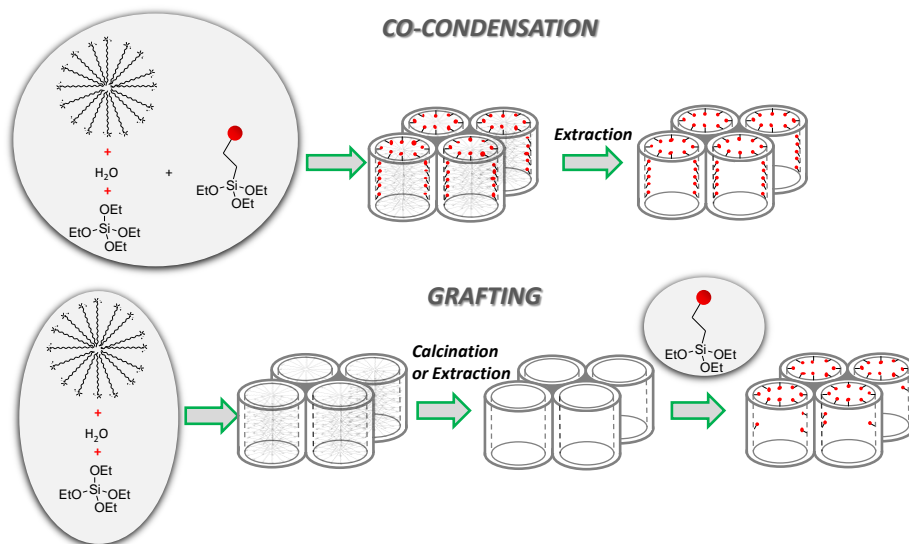 CO-CONDENSATION
+
H₂O
+
+
OEt
EtO Si OEt
OEt
EtO Si OEt
OEt
Extraction
GRAFTING
+
H₂O
+
OEt
EtO Si OEt
OEt
Calcination
or Extraction
EtO Si OEt
OEt